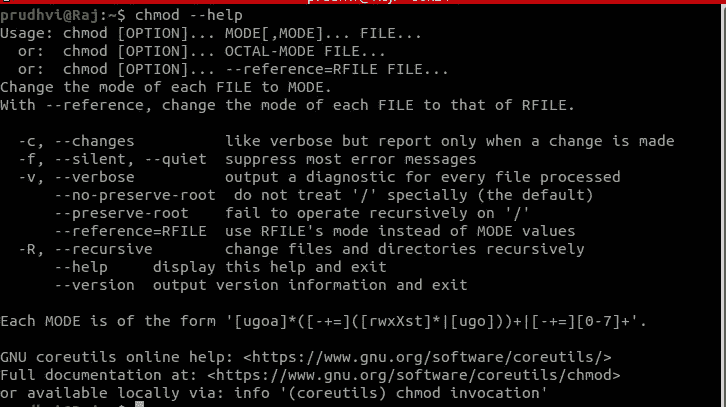 prudhvi@Raj:~$ chmod --help
Usage: chmod [OPTION]... MODE[,MODE]... FILE...
  or:  chmod [OPTION]... OCTAL-MODE FILE...
  or:  chmod [OPTION]... --reference=RFILE FILE...
Change the mode of each FILE to MODE.
With --reference, change the mode of each FILE to that of RFILE.

  -c, --changes          like verbose but report only when a change is made
  -f, --silent, --quiet  suppress most error messages
  -v, --verbose          output a diagnostic for every file processed
      --no-preserve-root  do not treat '/' specially (the default)
      --preserve-root    fail to operate recursively on '/'
      --reference=RFILE  use RFILE's mode instead of MODE values
  -R, --recursive        change files and directories recursively
      --help     display this help and exit
      --version  output version information and exit

Each MODE is of the form '[ugoa]*([-+=]([rwxXst]*|[ugo]))+|[-+=][0-7]+'.

GNU coreutils online help: <https://www.gnu.org/software/coreutils/>
Full documentation at: <https://www.gnu.org/software/coreutils/chmod>
or available locally via: info '(coreutils) chmod invocation'
prudhvi@Raj:~$